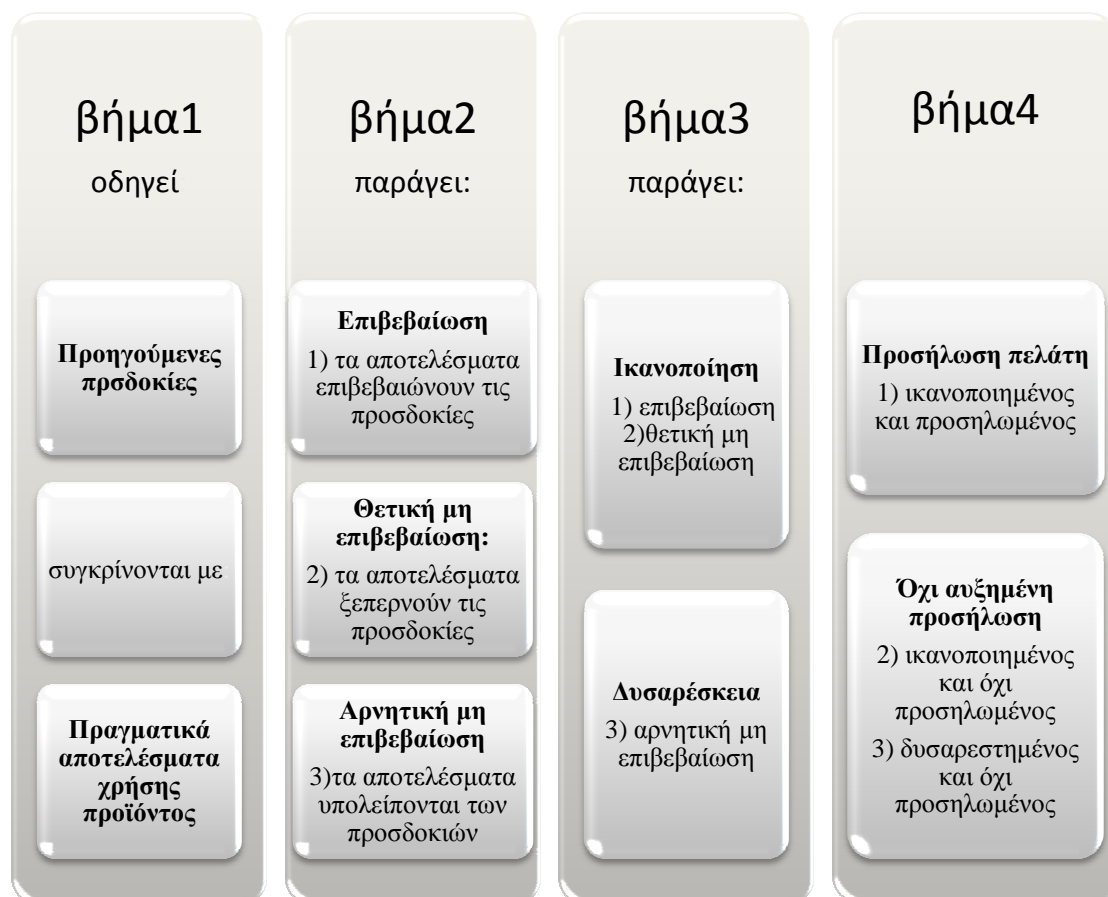 βήμα1
οδηγεί
Προηγούμενες
πρσδοκίες
συγκρίνονται με
Πραγματικά
αποτελέσματα
χρήσης
προϊόντος
βήμα2
παράγει:
Επιβεβαίωση
1) τα αποτελέσματα
επιβεβαιώνουν τις
προσδοκίες
Θετική μη
επιβεβαίωση:
2) τα αποτελέσματα
ξεπερνούν τις
προσδοκίες
Αρνητική μη
επιβεβαίωση
3)τα αποτελέσματα
υπολείπονται των
προσδοκιών
βήμα3
παράγει:
Ικανοποίηση
1) επιβεβαίωση
2)θετική μη
επιβεβαίωση
Δυσαρέσκεια
3) αρνητική μη
επιβεβαίωση
βήμα4
Προσήλωση πελάτη
1) ικανοποιημένος
και προσηλωμένος
Όχι αυξημένη
προσήλωση
2) ικανοποιημένος
και όχι
προσηλωμένος
3) δυσαρεστημένος
και όχι
προσηλωμένος